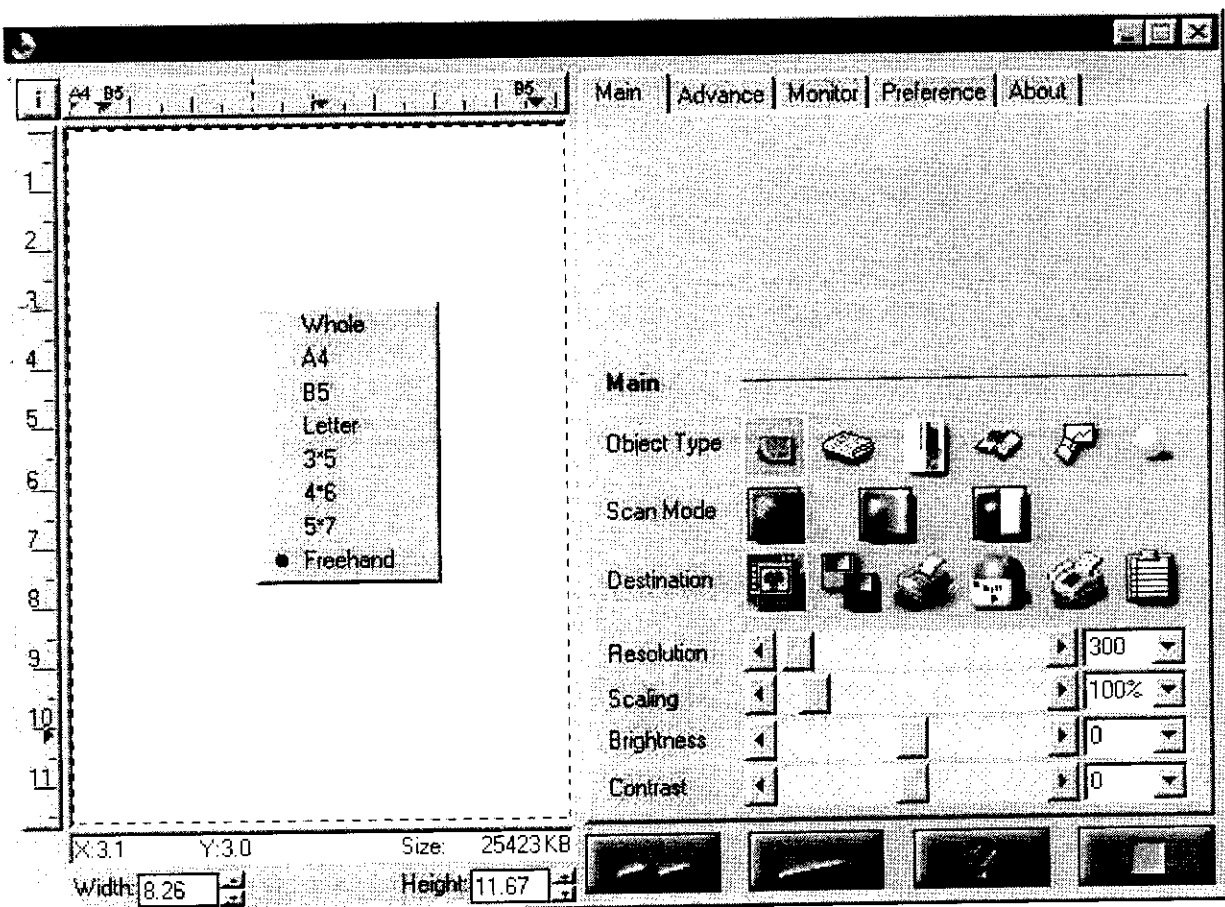 i A4 B5 B5
Main Advance Monitor Preference About
1
2
3
4
5
6
7
8
9
10
11
Whole
A4
B5
Letter
3*5
4*6
5*7
Freehand
Main
Object Type
Scan Mode
Destination
Resolution 300
Scaling 100%
Brightness 0
Contrast 0
X:3.1 Y:3.0 Size: 25423KB
Width: 8.26 Height: 11.67